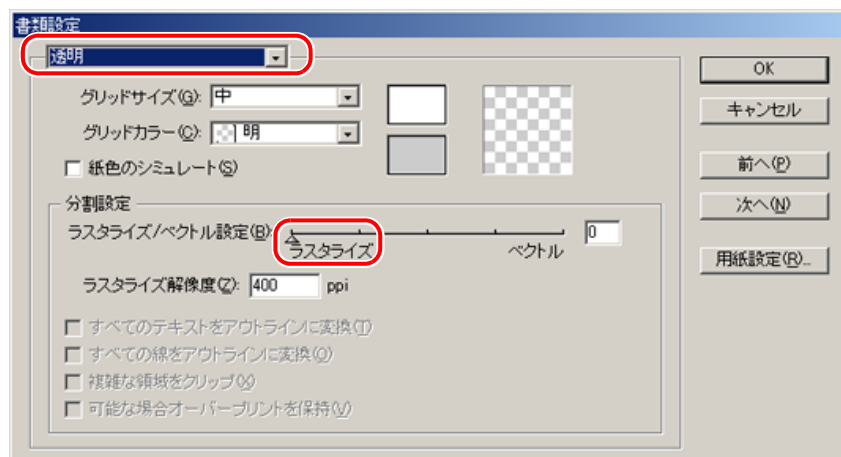 書類設定
透明
グリッドサイズ(G): 中
グリッドカラー(C): 明
紙色のシミュレート(S)
分割設定
ラスタライズ/ベクトル設定(B): 0
ラスタライズ ベクトル
ラスタライズ解像度(Z): 400 ppi
すべてのテキストをアウトラインに変換(T)
すべての線をアウトラインに変換(O)
複雑な領域をクリップ(X)
可能な場合オーバープリントを保持(V)
OK
キャンセル
前へ(P)
次へ(N)
用紙設定(R)...